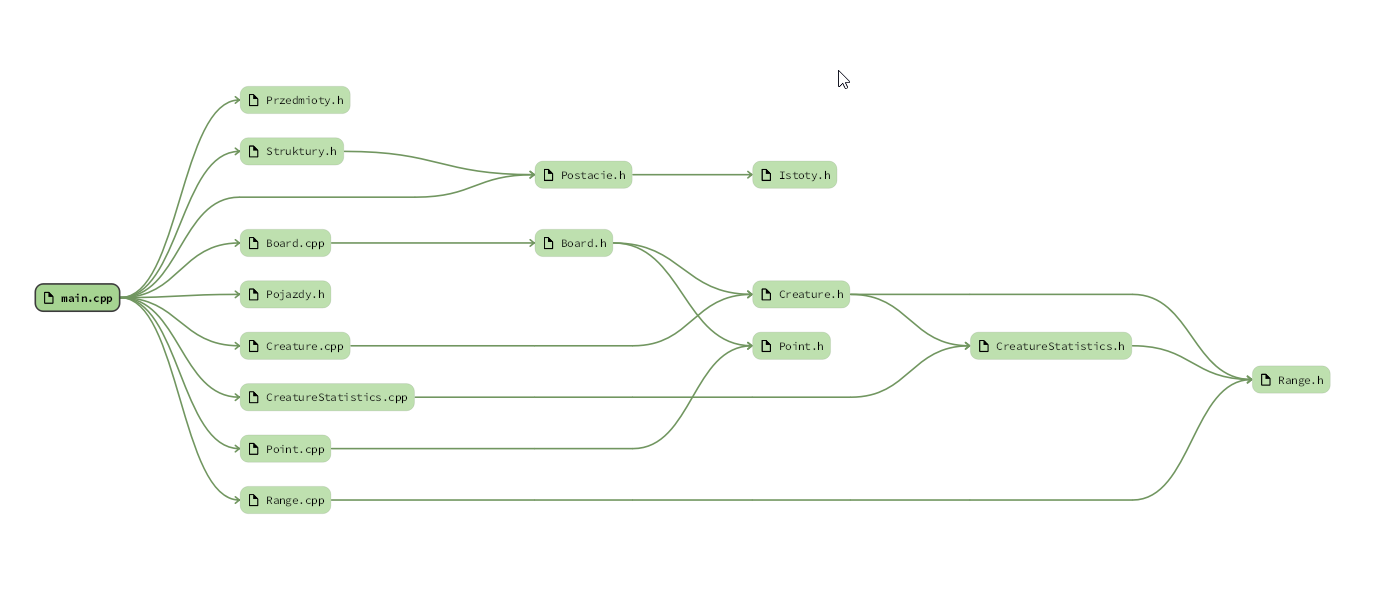 Przedmioty.h
Struktury.h
Postacie.h
Istoty.h
Board.cpp
Board.h
main.cpp
Pojazdy.h
Creature.h
Creature.cpp
Point.h
CreatureStatistics.h
Range.h
CreatureStatistics.cpp
Point.cpp
Range.cpp